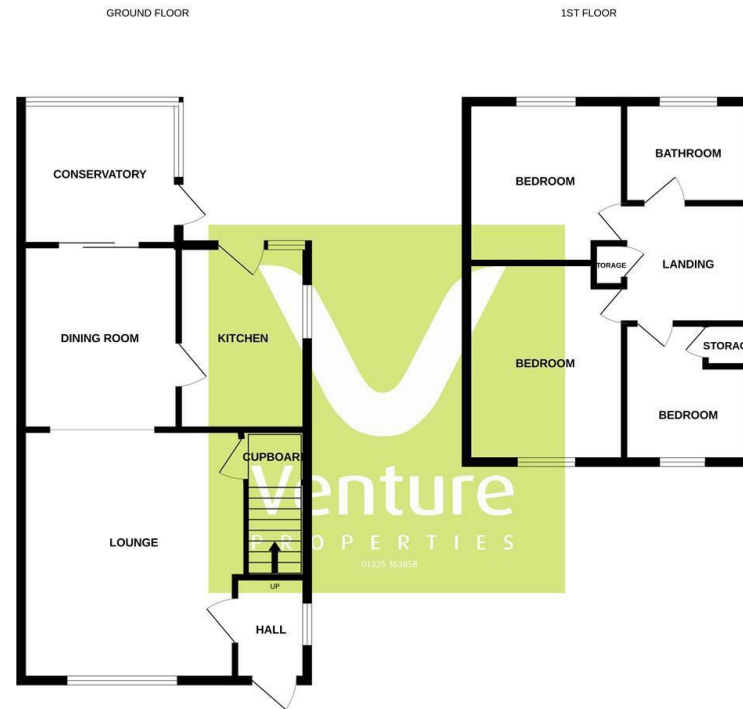 GROUND FLOOR
1ST FLOOR
CONSERVATORY
BATHROOM
BEDROOM
TORAGE
LANDING
DINING ROOM
KITCHEN
STORAG
BEDROOM
BEDROOM
CUPBOARD
Venture
LOUNGE
PROPERTIES
01325 363858
UP
HALL